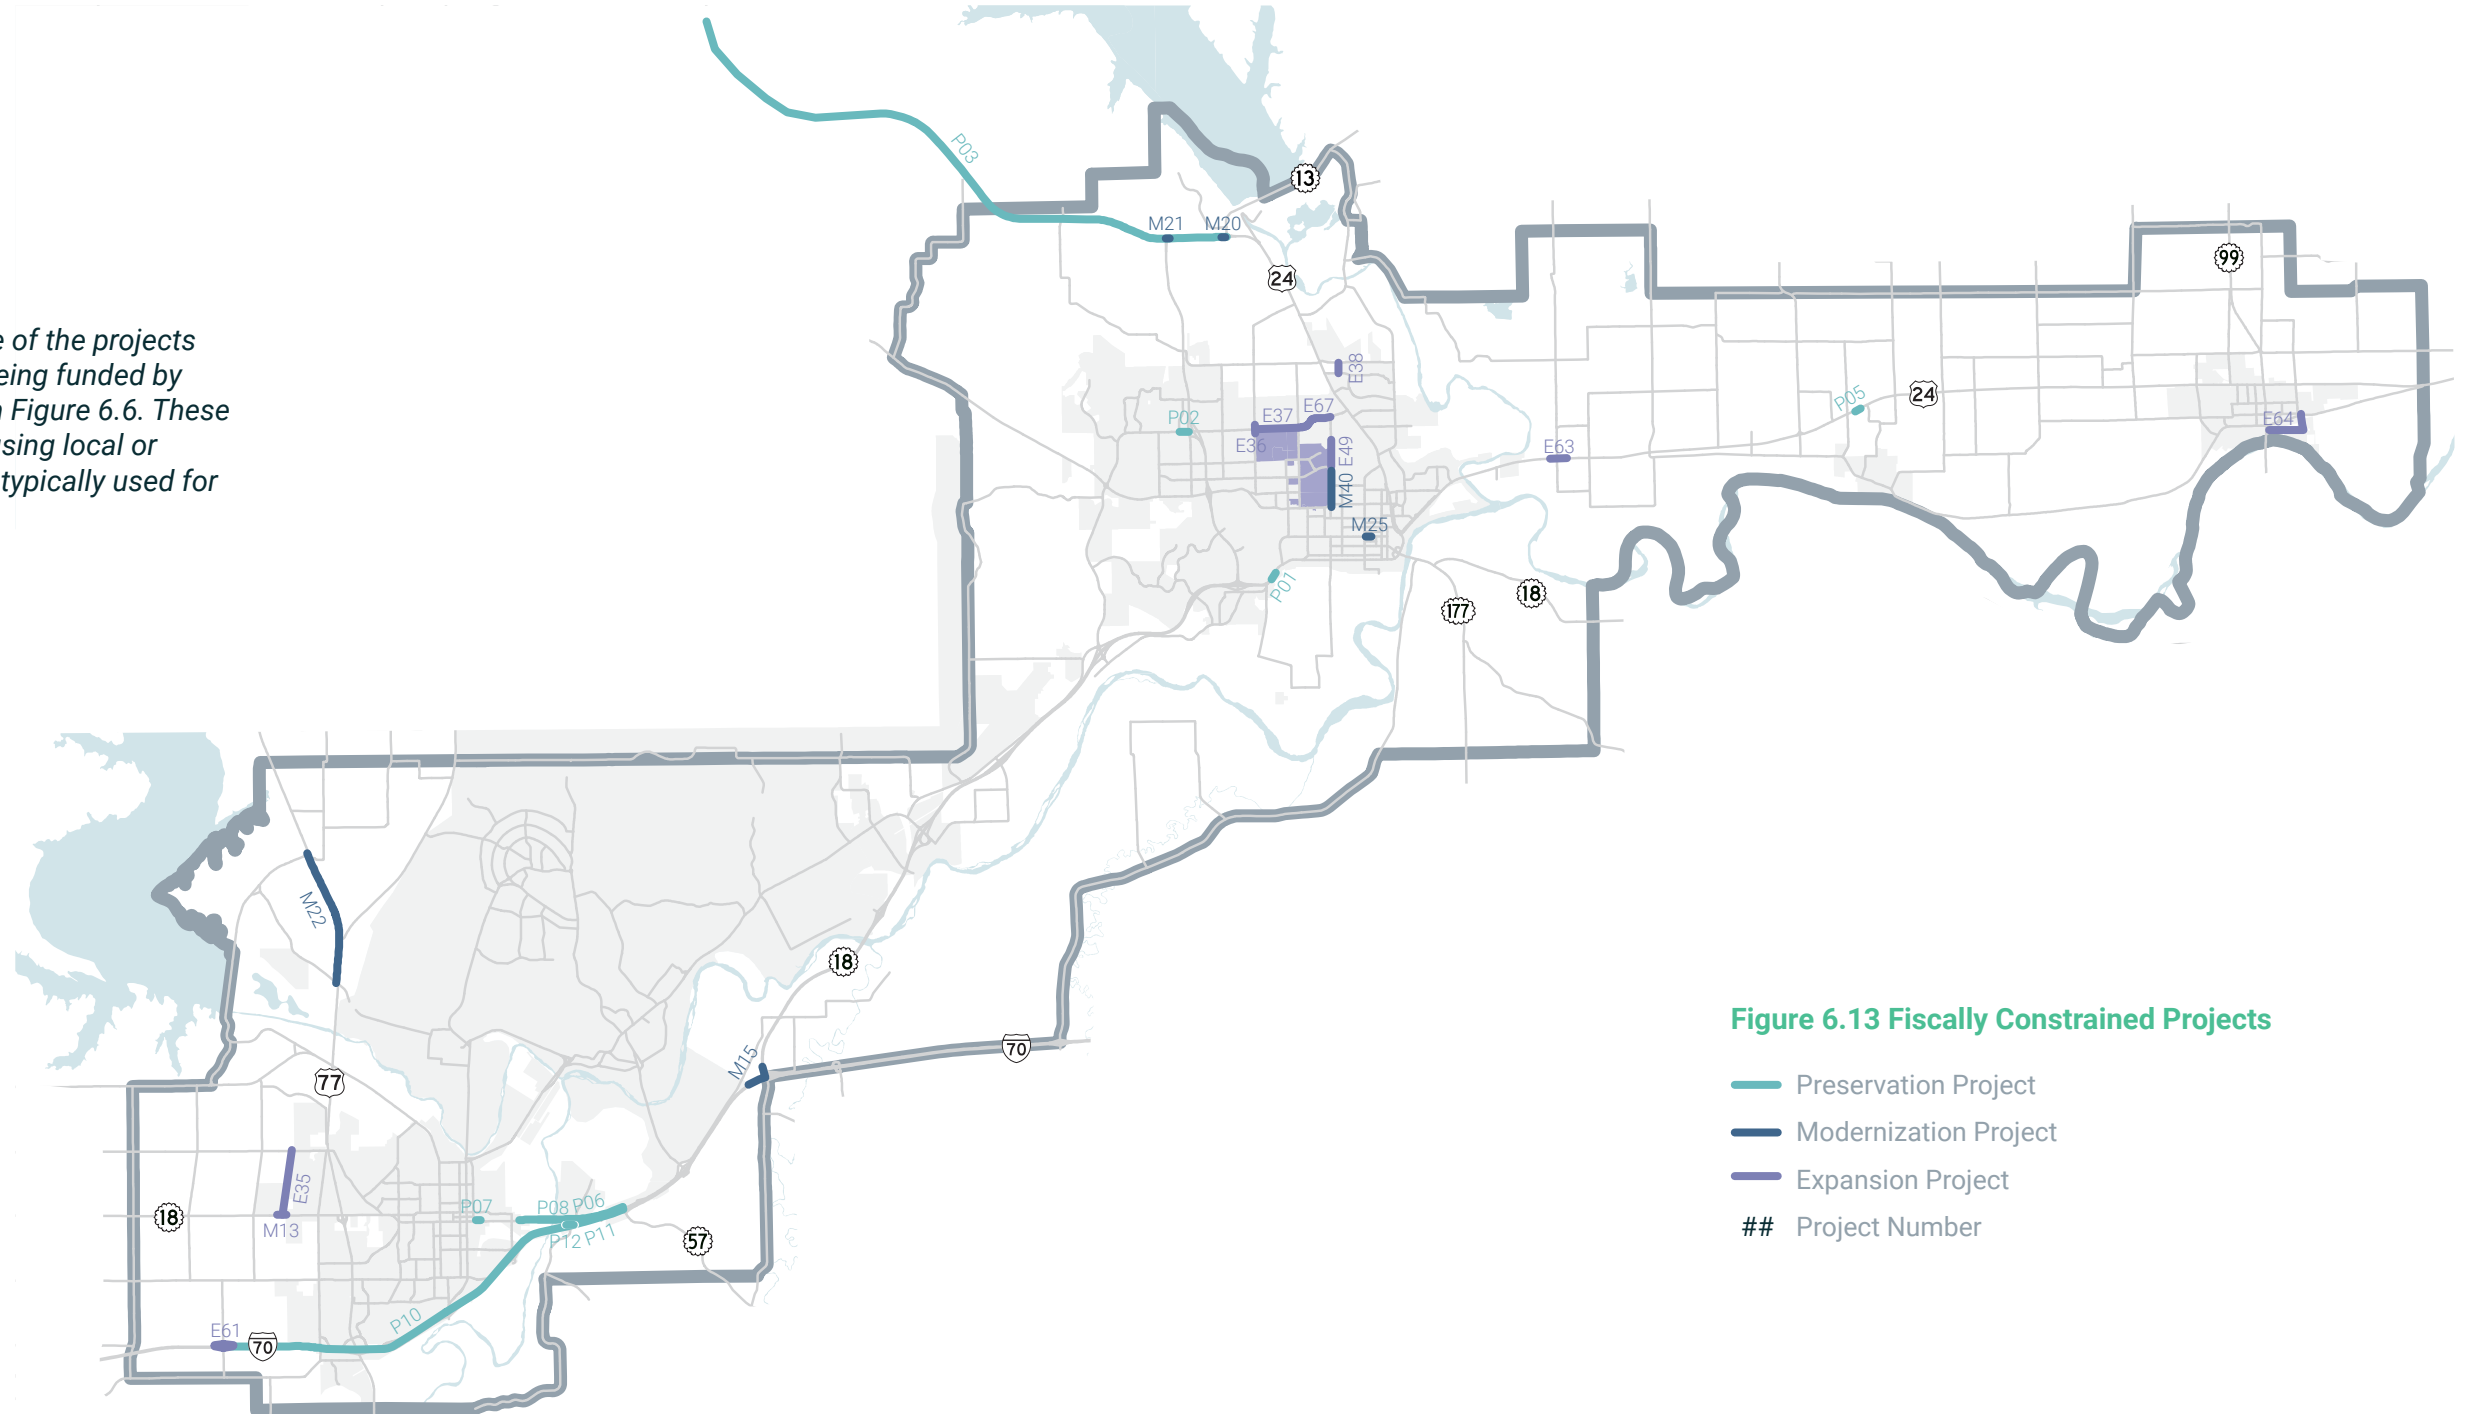 P03
13
M21 M20
24
99
e of the projects
eing funded by
n Figure 6.6. These
using local or
typically used for
E38
P02
E37
E67
E36
E49
M40
M25
P01
E63
P05
24
E64
177
18
M22
18
70
M15
77
E35
18
M13
P07
P08 P06
P12 P11
57
P10
E61
70
Figure 6.13 Fiscally Constrained Projects
Preservation Project
Modernization Project
Expansion Project
## Project Number